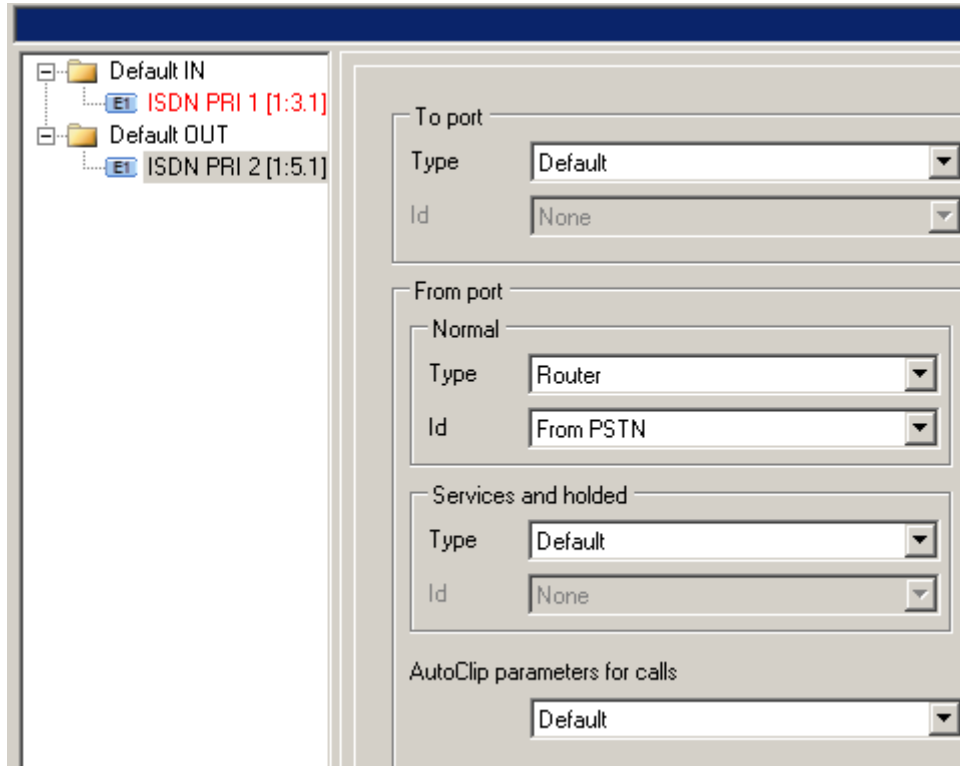 Default IN
E1 ISDN PRI 1 [1:3.1]
Default OUT
E1 ISDN PRI 2 [1:5.1]
To port
Type Default
Id None
From port
Normal
Type Router
Id From PSTN
Services and holded
Type Default
Id None
AutoClip parameters for calls
Default